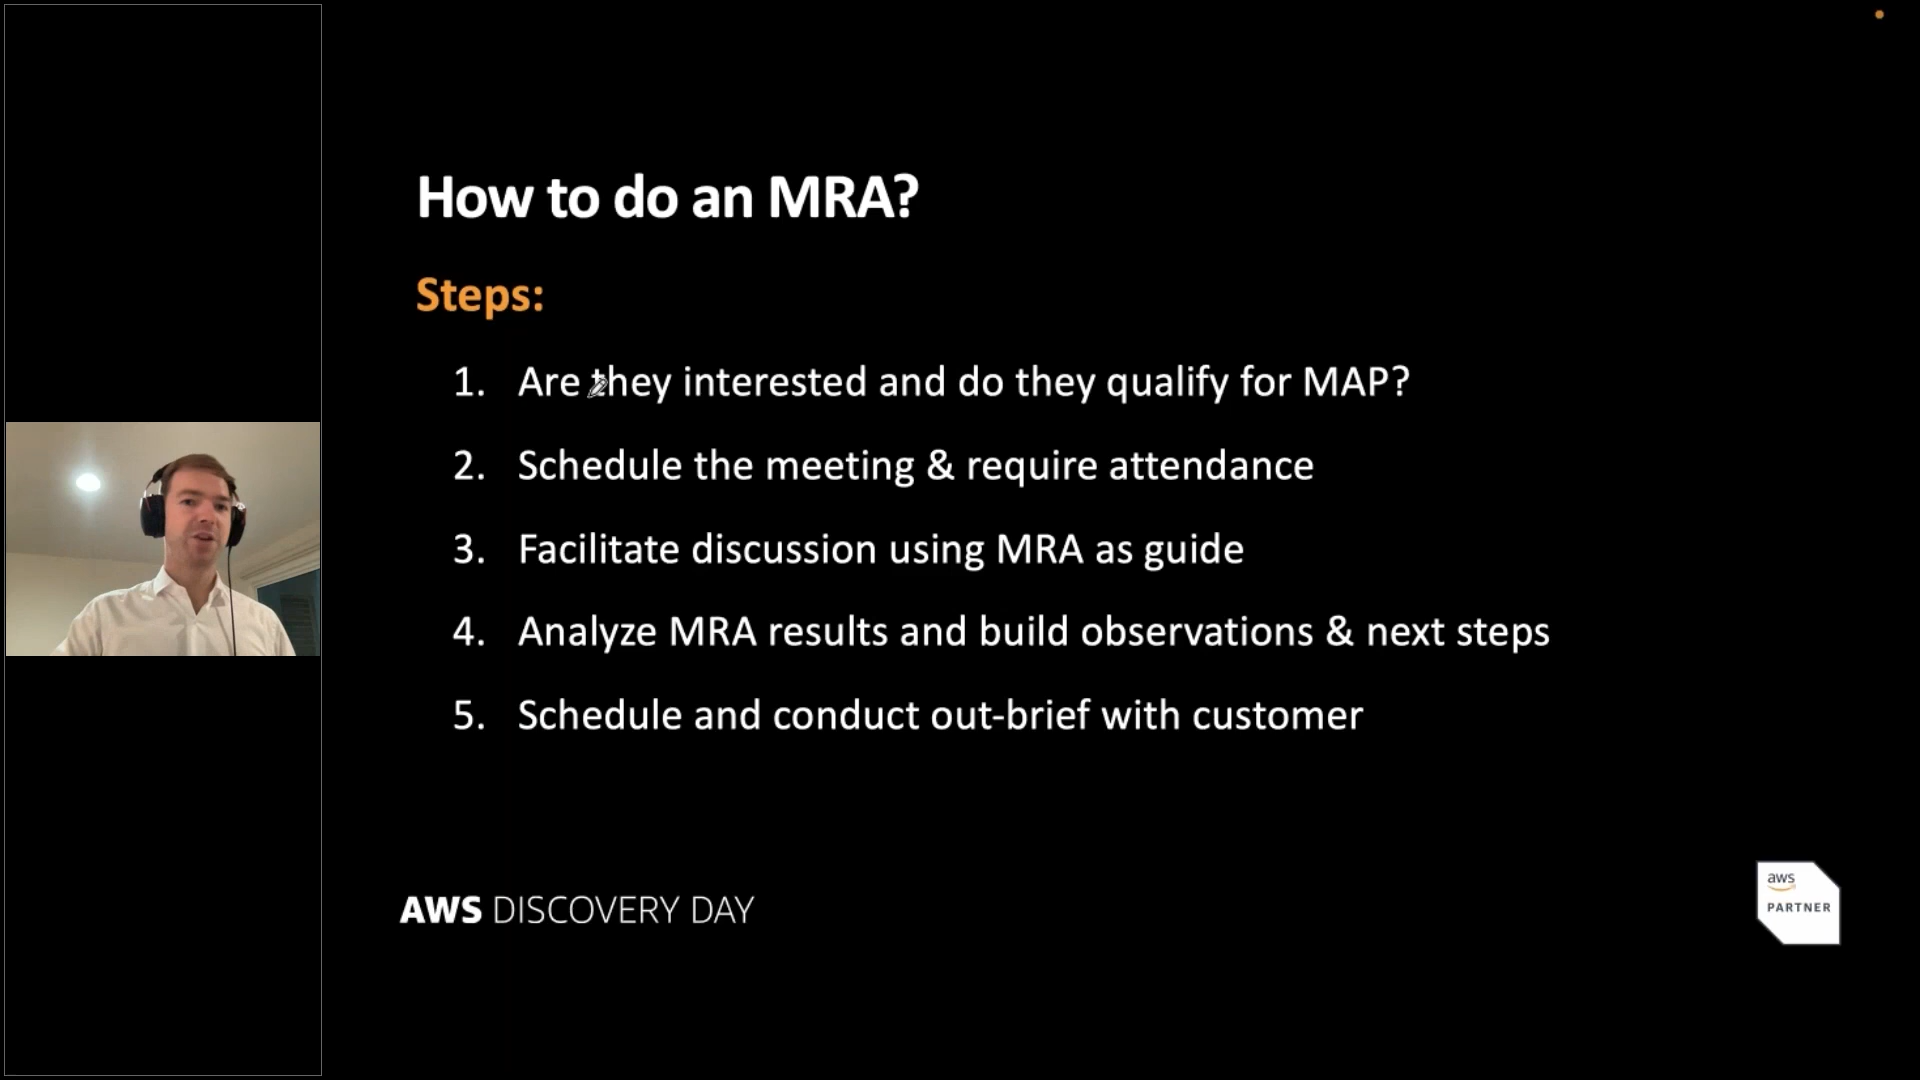 How to do an MRA?
Steps:
1. Are they interested and do they qualify for MAP?
2. Schedule the meeting & require attendance
3. Facilitate discussion using MRA as guide
4. Analyze MRA results and build observations & next steps
5. Schedule and conduct out-brief with customer
AWS DISCOVERY DAY
aws
PARTNER